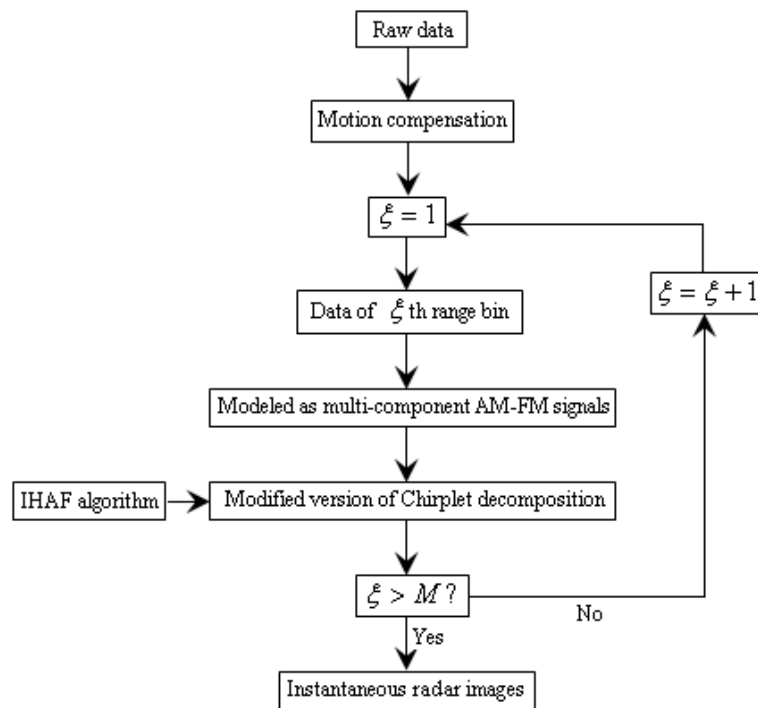 Raw data
Motion compensation
ξ = 1
ξ = ξ + 1
Data of ξ th range bin
Modeled as multi-component AM-FM signals
IHAF algorithm
Modified version of Chirplet decomposition
ξ > M ?
No
Yes
Instantaneous radar images